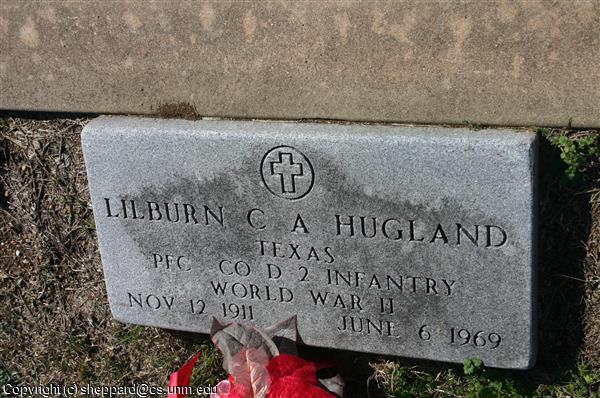 LILBURN C A HUGLAND
TEXAS
PFC CO D 2 INFANTRY
WORLD WAR II
NOV 12 1911 JUNE 6 1969
Copyright (c) sheppard@cs.unm.edu